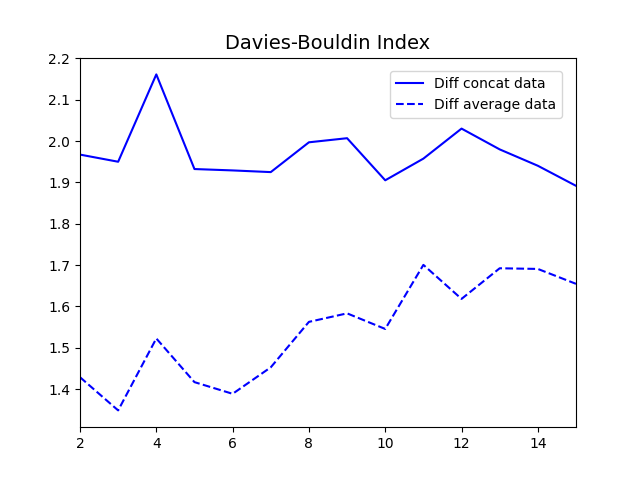 Davies-Bouldin Index
2.2
2.1
2.0
1.9
1.8
1.7
1.6
1.5
1.4
Diff concat data
Diff average data
2 4 6 8 10 12 14